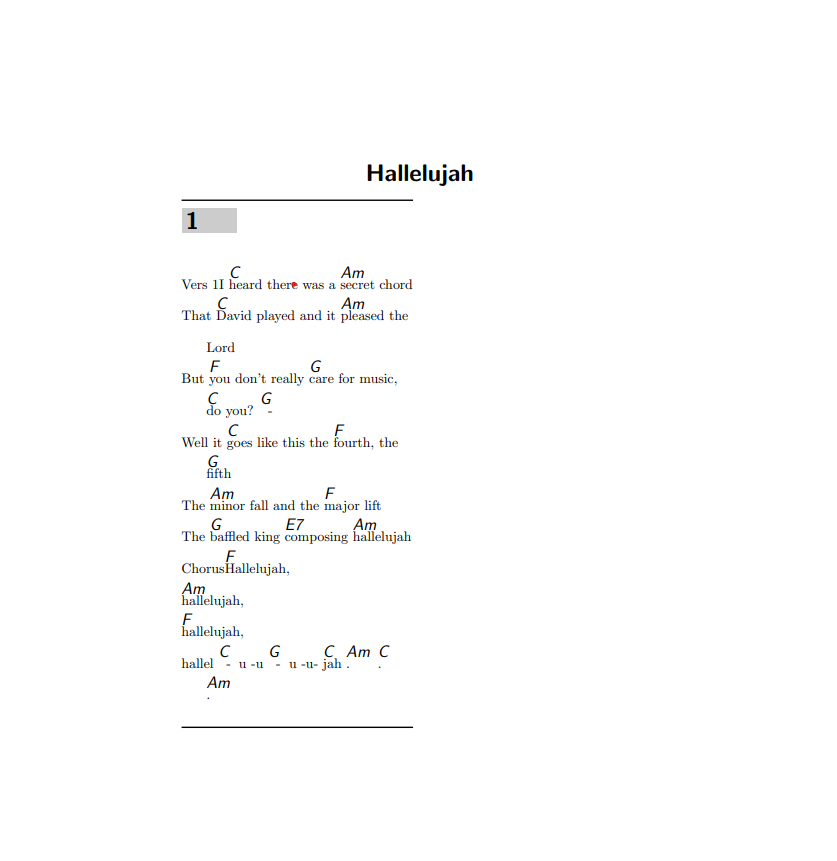 Hallelujah
1
C Am
Vers 1I heard there was a secret chord
C Am
That David played and it pleased the
Lord
F G
But you don't really care for music,
C G
do you? -
C F
Well it goes like this the fourth, the
G
fifth
Am F
The minor fall and the major lift
G E7 Am
The baffled king composing hallelujah
F
ChorusHallelujah,
Am
hallelujah,
F
hallelujah,
C G C Am C
hallel - u -u - u -u- jah . .
Am
.